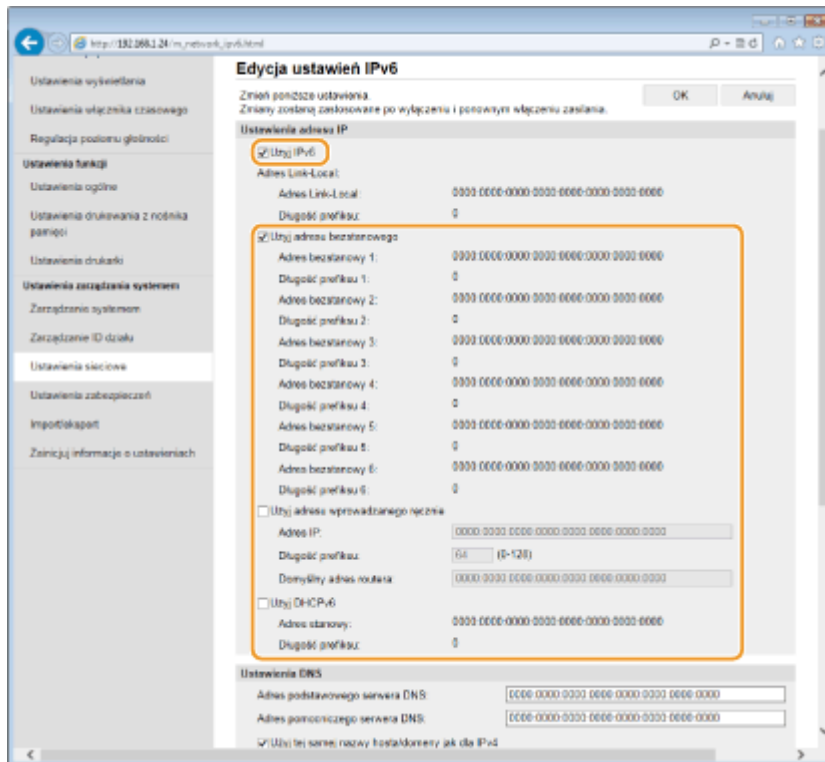 http://192.168.1.24/m_network_ipv6.html
Ustawienia wyświetlania
Ustawienia włącznika czasowego
Regulacja poziomu głośności
Ustawienia funkcji
Ustawienia ogólne
Ustawienia drukowania z nośnika
pamięci
Ustawienia drukarki
Ustawienia zarządzania systemem
Zarządzanie systemem
Zarządzanie ID działu
Ustawienia sieciowe
Ustawienia zabezpieczeń
Import/eksport
Zainicjuj informacje o ustawieniach
Edycja ustawień IPv6
Zmień poniższe ustawienia.
OK
Anuluj
Zmiany zostaną zastosowane po wyłączeniu i ponownym włączeniu zasilania.
Ustawienia adresu IP
Użyj IPv6
Adres Link-Local:
Adres Link-Local: 0000:0000:0000:0000:0000:0000:0000:0000
Długość prefiksu: 0
Użyj adresu bezstanowego
Adres bezstanowy 1: 0000:0000:0000:0000:0000:0000:0000:0000
Długość prefiksu 1: 0
Adres bezstanowy 2: 0000:0000:0000:0000:0000:0000:0000:0000
Długość prefiksu 2: 0
Adres bezstanowy 3: 0000:0000:0000:0000:0000:0000:0000:0000
Długość prefiksu 3: 0
Adres bezstanowy 4: 0000:0000:0000:0000:0000:0000:0000:0000
Długość prefiksu 4: 0
Adres bezstanowy 5: 0000:0000:0000:0000:0000:0000:0000:0000
Długość prefiksu 5: 0
Adres bezstanowy 6: 0000:0000:0000:0000:0000:0000:0000:0000
Długość prefiksu 6: 0
Użyj adresu wprowadzanego ręcznie
Adres IP: 0000:0000:0000:0000:0000:0000:0000:0000
Długość prefiksu: 64 (0-128)
Domyślny adres routera: 0000:0000:0000:0000:0000:0000:0000:0000
Użyj DHCPv6
Adres stanowy: 0000:0000:0000:0000:0000:0000:0000:0000
Długość prefiksu: 0
Ustawienia DNS
Adres podstawowego serwera DNS: 0000:0000:0000:0000:0000:0000:0000:0000
Adres pomocniczego serwera DNS: 0000:0000:0000:0000:0000:0000:0000:0000
Użyj tej samej nazwy hosta/domeny jak dla IPv4